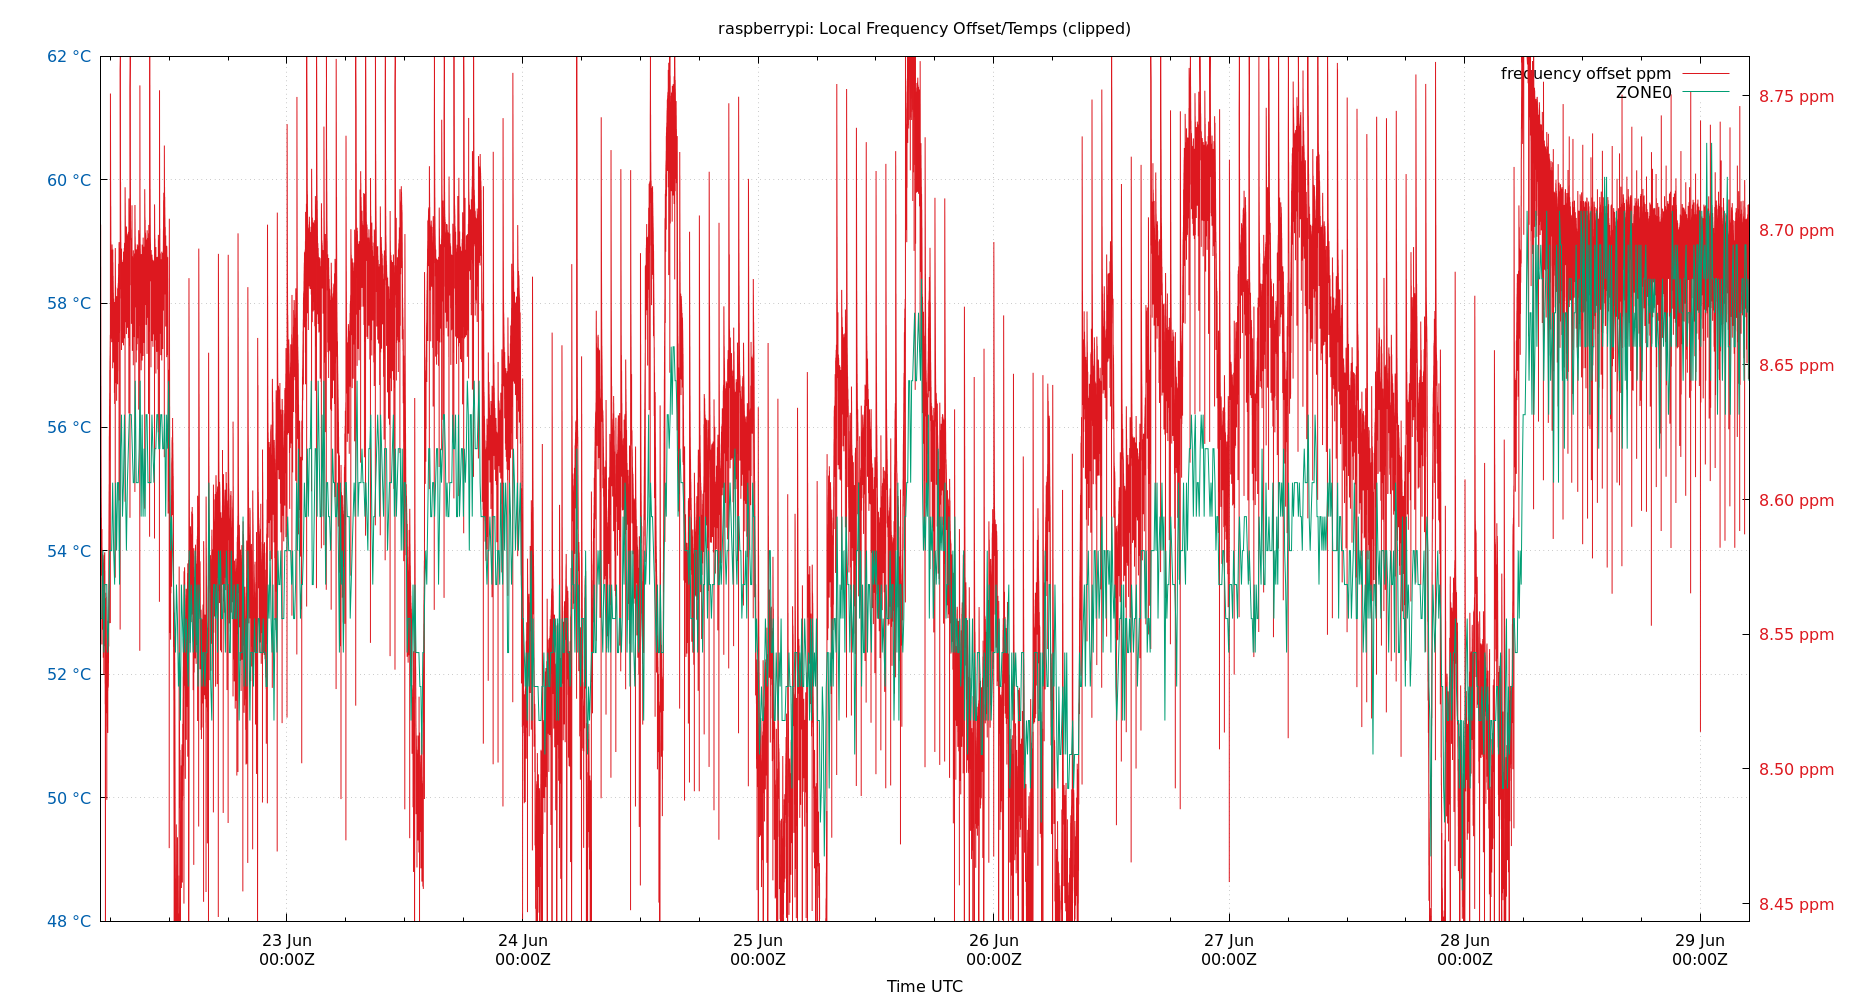 raspberrypi: Local Frequency Offset/Temps (clipped)
62 °C
60 °C
58 °C
56 °C
54 °C
52 °C
50 °C
48 °C
frequency offset ppm
ZONE0
8.75 ppm
8.70 ppm
8.65 ppm
8.60 ppm
8.55 ppm
8.50 ppm
8.45 ppm
23 Jun 24 Jun 25 Jun 26 Jun 27 Jun 28 Jun 29 Jun
00:00Z 00:00Z 00:00Z 00:00Z 00:00Z 00:00Z 00:00Z
Time UTC